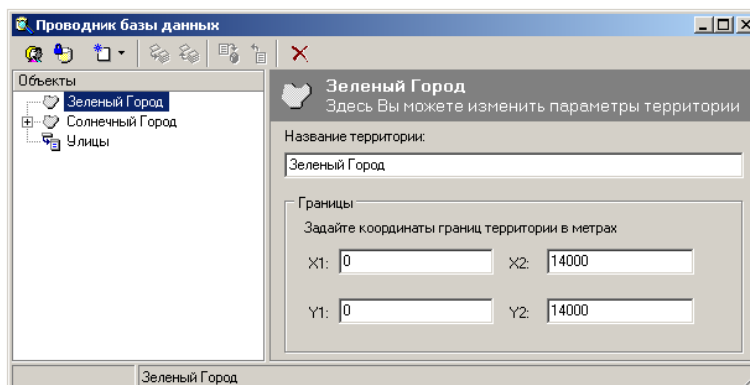 Проводник базы данных
Объекты
Зеленый Город
Солнечный Город
Улицы
Зеленый Город
Здесь Вы можете изменить параметры территории
Название территории:
Зеленый Город
Границы
Задайте координаты границ территории в метрах
X1: 0 X2: 14000
Y1: 0 Y2: 14000
Зеленый Город